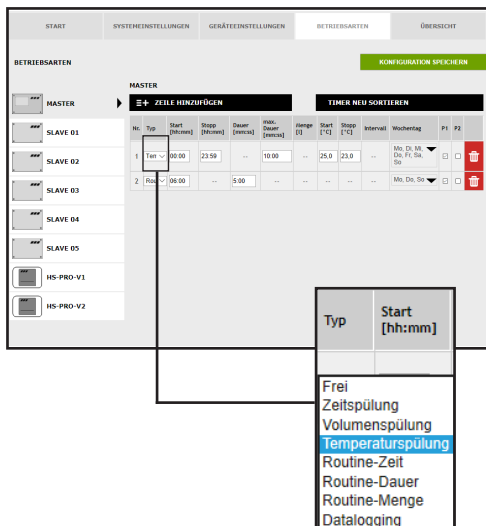 START SYSTEMEINSTELLUNGEN GERÄTEEINSTELLUNGEN BETRIEBSARTEN ÜBERSICHT
BETRIEBSARTEN
KONFIGURATION SPEICHERN
MASTER
ZEILE HINZUFÜGEN TIMER NEU SORTIEREN
MASTER
SLAVE 01
SLAVE 02
SLAVE 03
SLAVE 04
SLAVE 05
HS-PRO-V1
HS-PRO-V2
Nr. Typ Start [hh:mm] Stopp [hh:mm] Dauer [mm:ss] max. Dauer [mm:ss] Menge [l] Start [°C] Stopp [°C] Intervall Wochentag P1 P2
1 Ten 00:00 23:59 -- 10:00 -- 25,0 23,0 -- Mo, Di, Mi, Do, Fr, Sa, So
2 Rou 06:00 -- 5:00 -- -- -- -- -- Mo, Do, So
Typ Start
[hh:mm]
Frei
Zeitspülung
Volumenspülung
Temperaturspülung
Routine-Zeit
Routine-Dauer
Routine-Menge
Datalogging